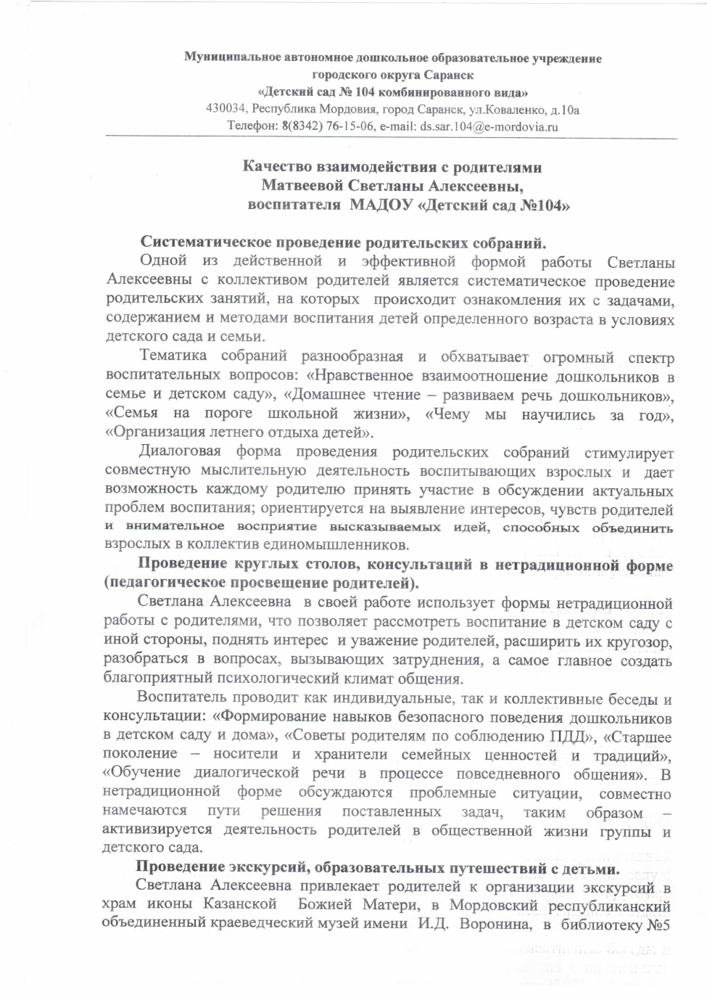 Муниципальное автономное дошкольное образовательное учреждение
городского округа Саранск
«Детский сад № 104 комбинированного вида»
430034, Республика Мордовия, город Саранск, ул.Коваленко, д.10а
Телефон: 8(8342) 76-15-06, e-mail: ds.sar.104@e-mordovia.ru
Качество взаимодействия с родителями
Матвеевой Светланы Алексеевны,
воспитателя МАДОУ «Детский сад №104»
Систематическое проведение родительских собраний.
Одной из действенной и эффективной формой работы Светланы
Алексеевны с коллективом родителей является систематическое проведение
родительских занятий, на которых происходит ознакомления их с задачами,
содержанием и методами воспитания детей определенного возраста в условиях
детского сада и семьи.
Тематика собраний разнообразная и обхватывает огромный спектр
воспитательных вопросов: «Нравственное взаимоотношение дошкольников в
семье и детском саду», «Домашнее чтение – развиваем речь дошкольников»,
«Семья на пороге школьной жизни», «Чему мы научились за год»,
«Организация летнего отдыха детей».
Диалоговая форма проведения родительских собраний стимулирует
совместную мыслительную деятельность воспитывающих взрослых и дает
возможность каждому родителю принять участие в обсуждении актуальных
проблем воспитания; ориентируется на выявление интересов, чувств родителей
и внимательное восприятие высказываемых идей, способных объединить
взрослых в коллектив единомышленников.
Проведение круглых столов, консультаций в нетрадиционной форме
(педагогическое просвещение родителей).
Светлана Алексеевна в своей работе использует формы нетрадиционной
работы с родителями, что позволяет рассмотреть воспитание в детском саду с
иной стороны, поднять интерес и уважение родителей, расширить их кругозор,
разобраться в вопросах, вызывающих затруднения, а самое главное создать
благоприятный психологический климат общения.
Воспитатель проводит как индивидуальные, так и коллективные беседы и
консультации: «Формирование навыков безопасного поведения дошкольников
в детском саду и дома», «Советы родителям по соблюдению ПДД», «Старшее
поколение – носители и хранители семейных ценностей и традиций»,
«Обучение диалогической речи в процессе повседневного общения». В
нетрадиционной форме обсуждаются проблемные ситуации, совместно
намечаются пути решения поставленных задач, таким образом –
активизируется деятельность родителей в общественной жизни группы и
детского сада.
Проведение экскурсий, образовательных путешествий с детьми.
Светлана Алексеевна привлекает родителей к организации экскурсий в
храм иконы Казанской Божией Матери, в Мордовский республиканский
объединенный краеведческий музей имени И.Д. Воронина, в библиотеку №5